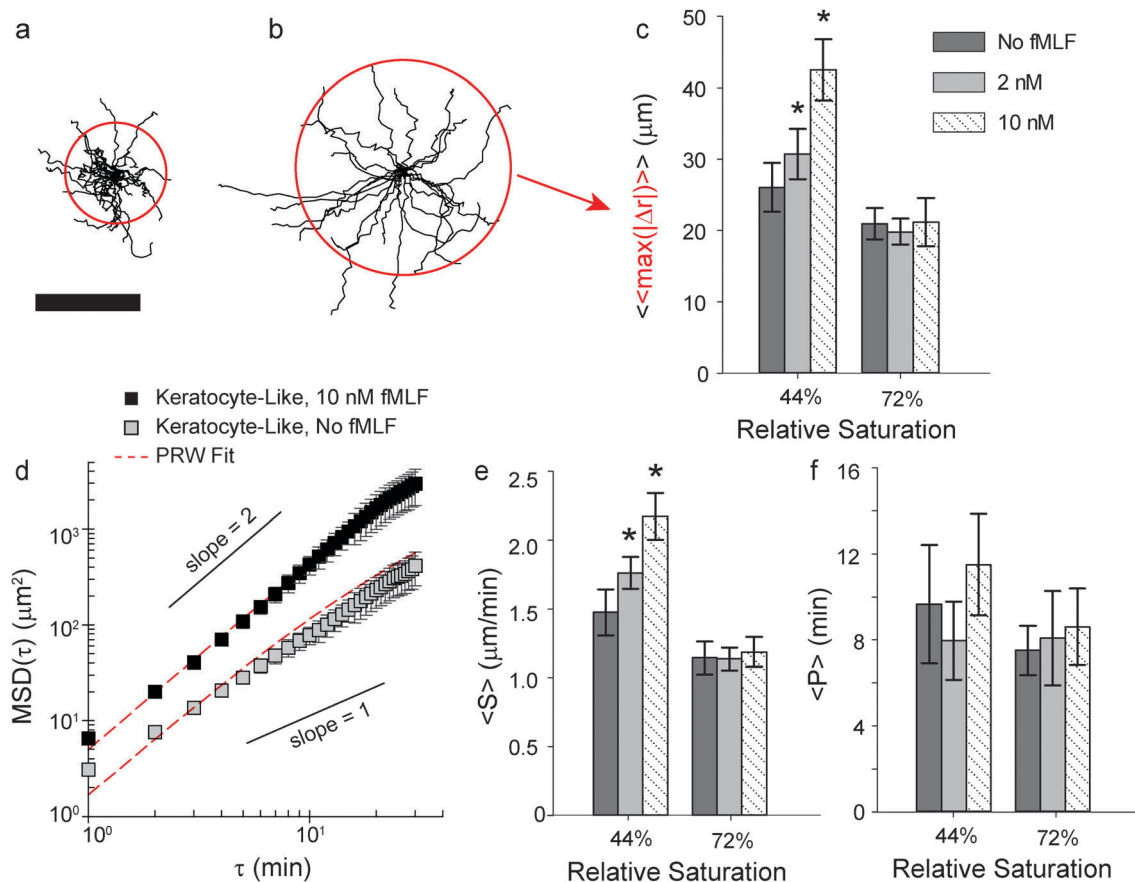 a
b
c
<<max(|Δr|)>> (μm)
50
40
30
20
10
0
*
*
No fMLF
2 nM
10 nM
44%
72%
Relative Saturation
Keratocyte-Like, 10 nM fMLF
Keratocyte-Like, No fMLF
PRW Fit
d
MSD(τ) (μm²)
10³
10²
10¹
10⁰
slope = 2
slope = 1
10⁰
10¹
τ (min)
e
<S> (μm/min)
2.5
2.0
1.5
1.0
0.5
0
*
*
44%
72%
Relative Saturation
f
<P> (min)
16
12
8
4
0
44%
72%
Relative Saturation